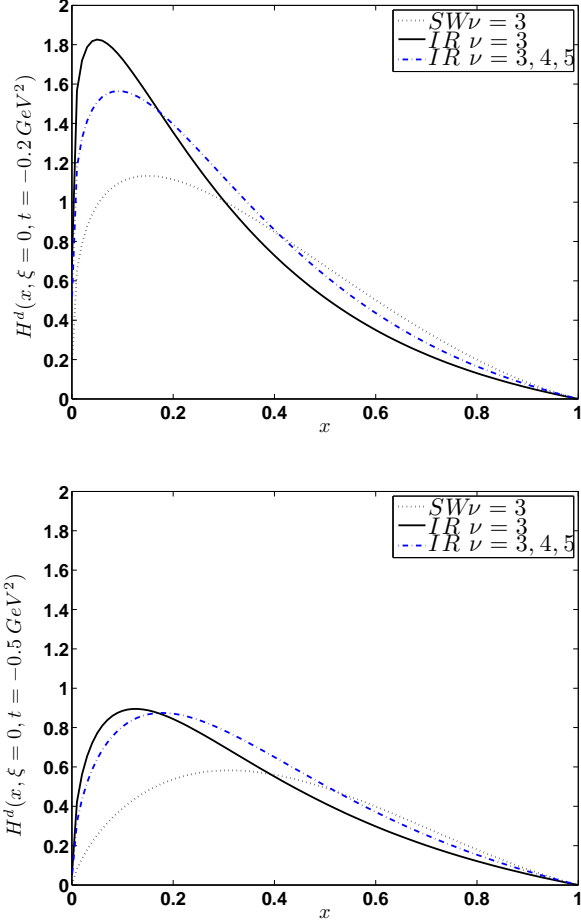 2
1.8
1.6
1.4
1.2
1
0.8
0.6
0.4
0.2
0
H^d(x, ξ = 0, t = −0.2 GeV^2)
SWν = 3
IR ν = 3
IR ν = 3, 4, 5
0 0.2 0.4 0.6 0.8 1
x
2
1.8
1.6
1.4
1.2
1
0.8
0.6
0.4
0.2
0
H^d(x, ξ = 0, t = −0.5 GeV^2)
SWν = 3
IR ν = 3
IR ν = 3, 4, 5
0 0.2 0.4 0.6 0.8 1
x